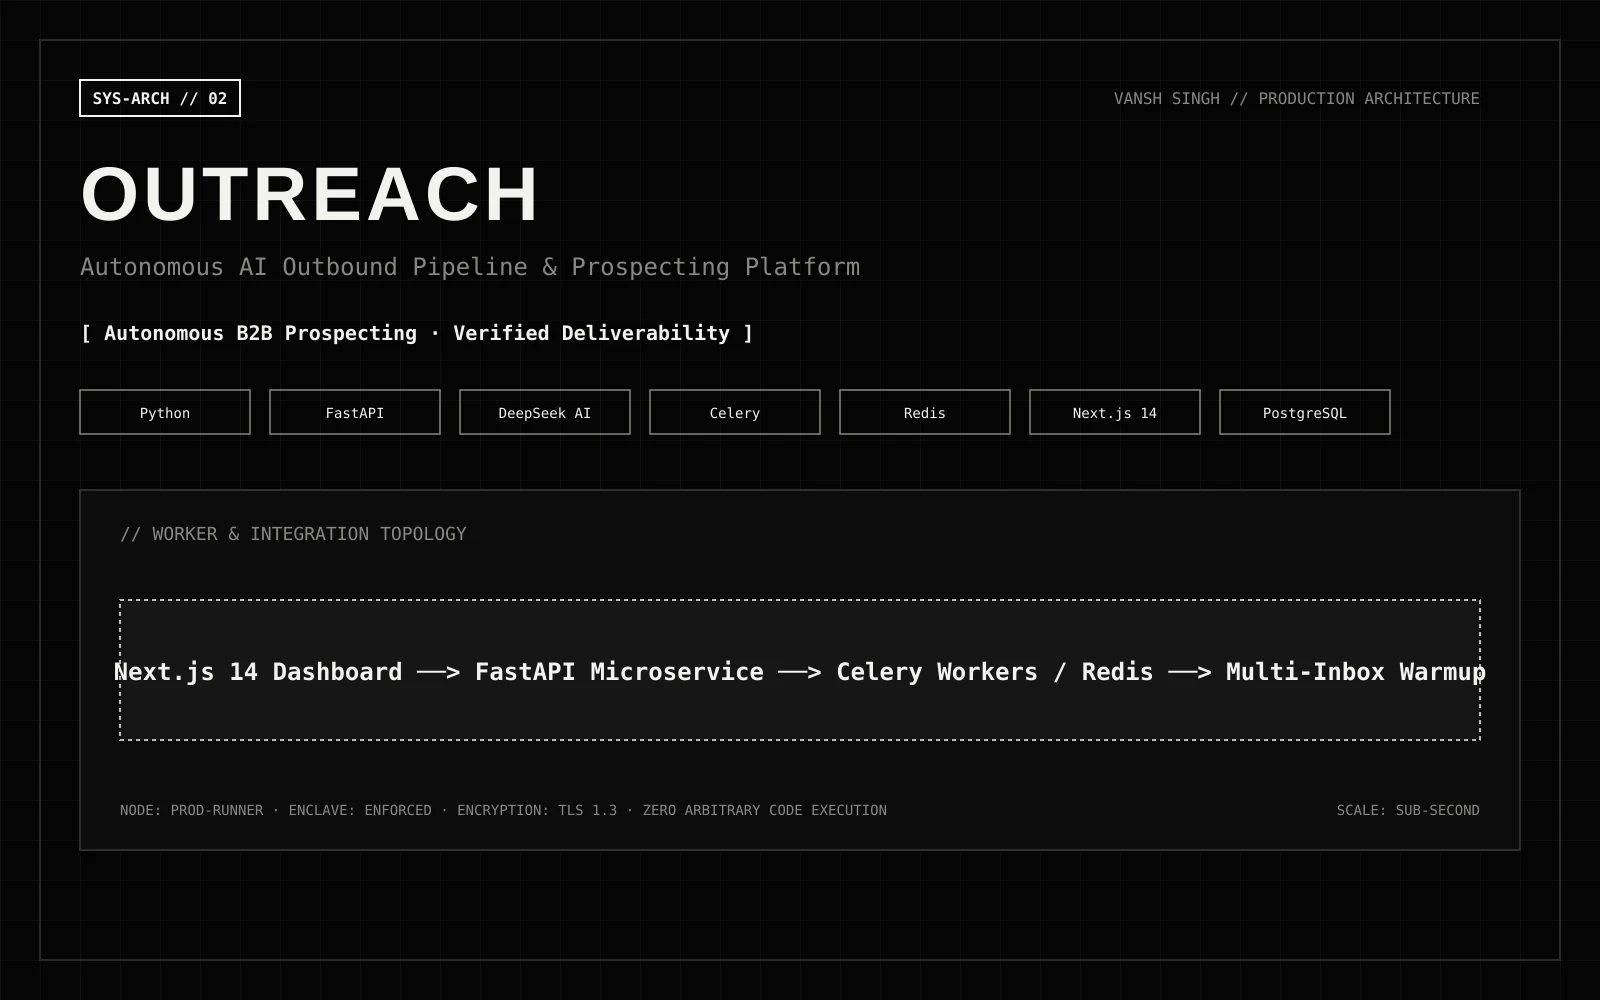 SYS-ARCH // 02
VANSH SINGH // PRODUCTION ARCHITECTURE
OUTREACH
Autonomous AI Outbound Pipeline & Prospecting Platform
[ Autonomous B2B Prospecting · Verified Deliverability ]
Python
FastAPI
DeepSeek AI
Celery
Redis
Next.js 14
PostgreSQL
// WORKER & INTEGRATION TOPOLOGY
Next.js 14 Dashboard ──> FastAPI Microservice ──> Celery Workers / Redis ──> Multi-Inbox Warmup
NODE: PROD-RUNNER · ENCLAVE: ENFORCED · ENCRYPTION: TLS 1.3 · ZERO ARBITRARY CODE EXECUTION
SCALE: SUB-SECOND